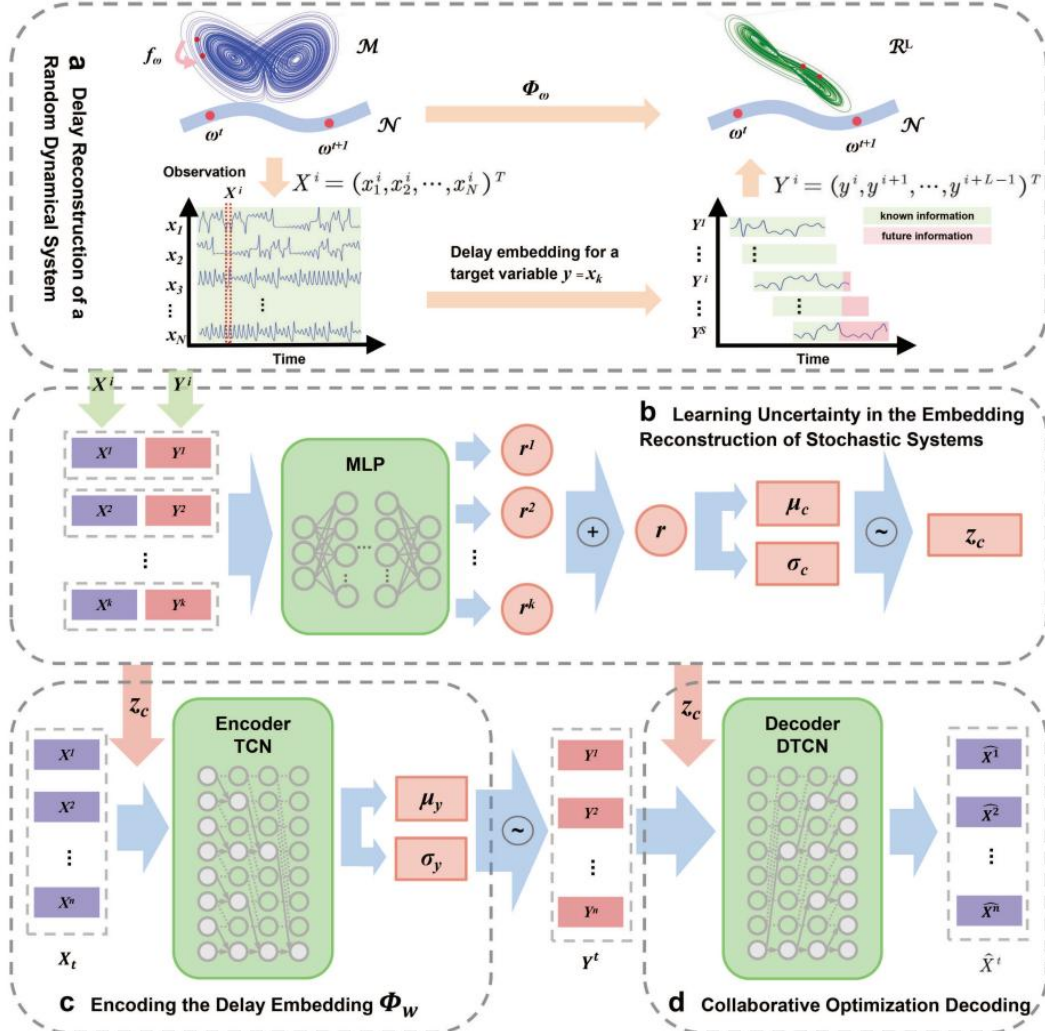 a Delay Reconstruction of a
Random Dynamical System
f_ω
ℳ
𝒩
ω^t
ω^{t+1}
Φ_ω
ℛ^L
𝒩
ω^t
ω^{t+1}
Observation
X^i
X^i = (x_1^i, x_2^i, ⋯, x_N^i)^T
Y^i = (y^i, y^{i+1}, ⋯, y^{i+L−1})^T
x_1
x_2
x_3
⋮
x_N
⋮
Time
Delay embedding for a
target variable y = x_k
known information
future information
Y^1
⋮
Y^i
⋮
Y^S
⋮
⋮
Time
X^i
Y^i
b Learning Uncertainty in the Embedding
Reconstruction of Stochastic Systems
X^1 Y^1
X^2 Y^2
⋮
X^k Y^k
MLP
⋯
⋮
⋮
r^1
r^2
⋮
r^k
+
r
μ_c
σ_c
~
z_c
z_c
z_c
X^1
X^2
⋮
X^n
X_t
Encoder
TCN
μ_y
σ_y
~
Y^1
Y^2
⋮
Y^n
Y^t
Decoder
DTCN
X̂^1
X̂^2
⋮
X̂^n
X̂^t
c Encoding the Delay Embedding Φ_w
d Collaborative Optimization Decoding